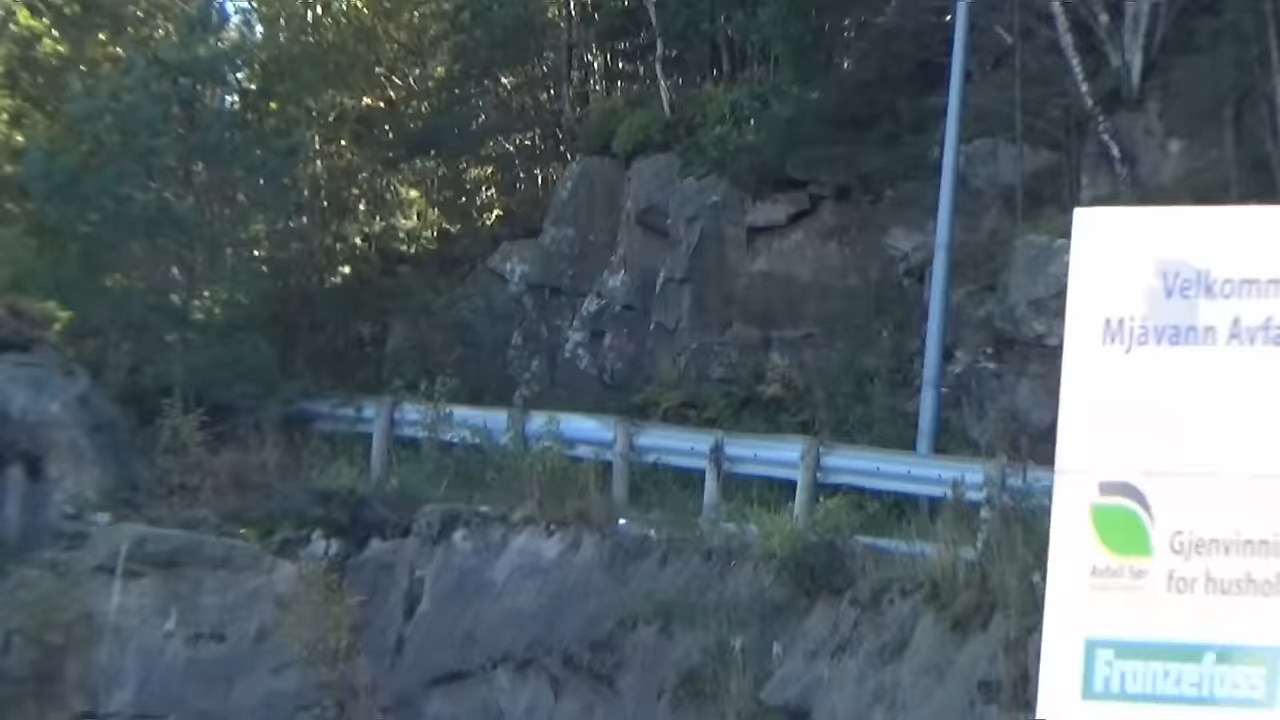 Velkomm
Mjåvann Avfa
Avfall Sør
Gjenvinni
for hushol
Franzefoss